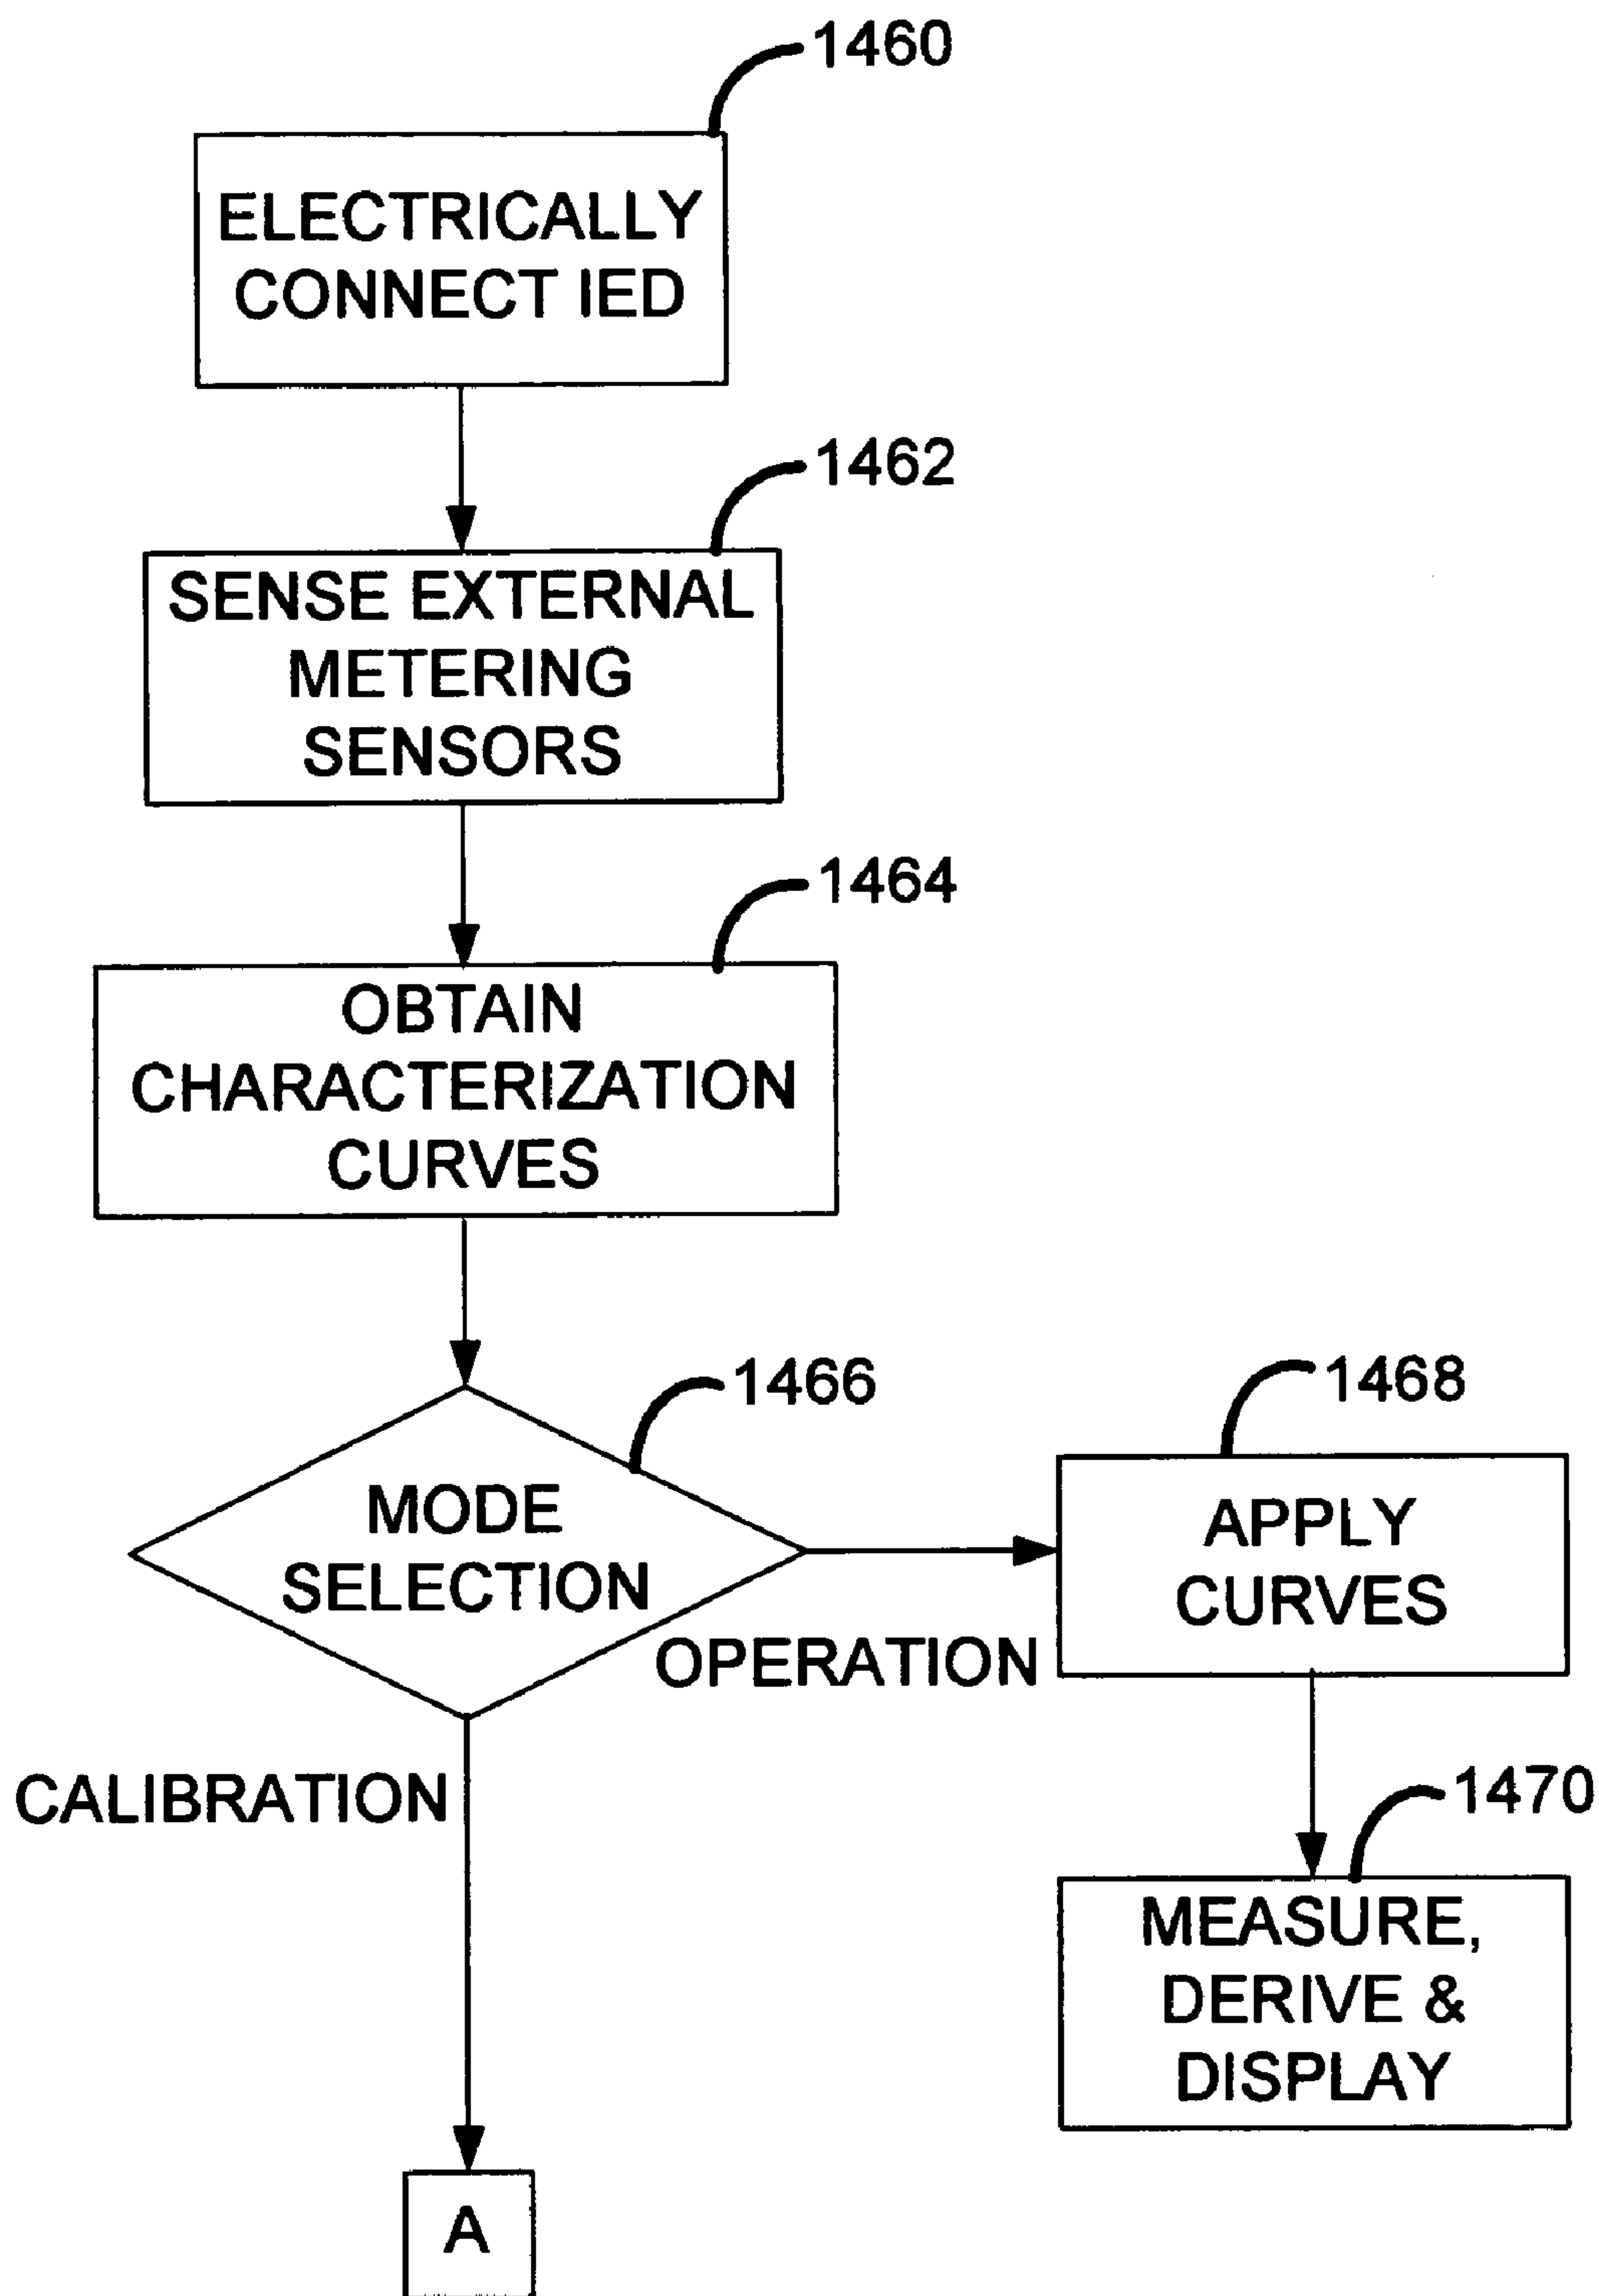 1460
ELECTRICALLY
CONNECT IED
1462
SENSE EXTERNAL
METERING
SENSORS
1464
OBTAIN
CHARACTERIZATION
CURVES
1466
MODE
SELECTION
1468
APPLY
CURVES
OPERATION
CALIBRATION
1470
MEASURE,
DERIVE &
DISPLAY
A